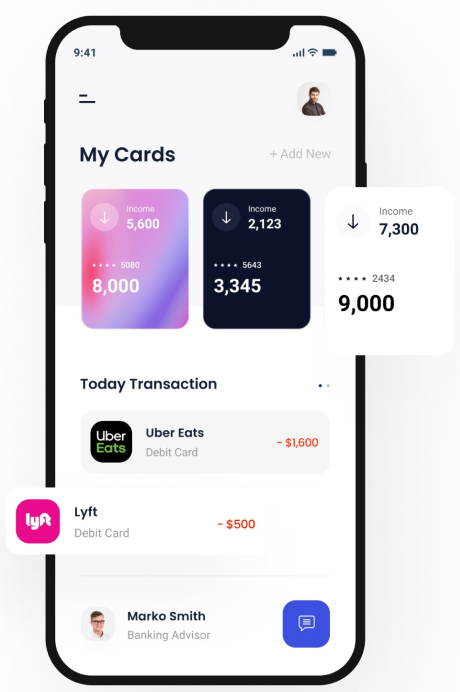 9:41
My Cards
+ Add New
Income
5,600
**** 5080
8,000
Income
2,123
**** 5643
3,345
Income
7,300
**** 2434
9,000
Today Transaction
Uber
Eats
Uber Eats
Debit Card
- $1,600
lyft
Lyft
Debit Card
- $500
Marko Smith
Banking Advisor